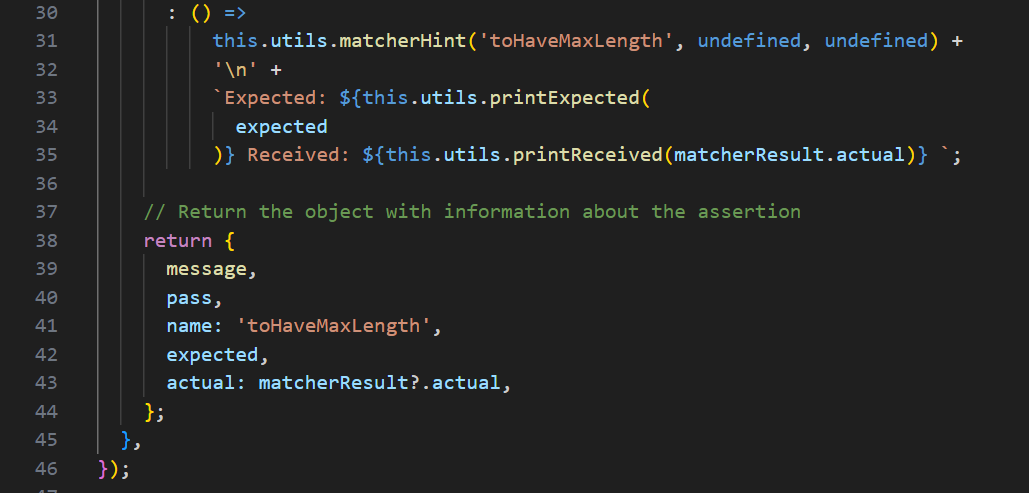 30 : () =>
31 this.utils.matcherHint('toHaveMaxLength', undefined, undefined) +
32 '\n' +
33 `Expected: ${this.utils.printExpected(
34 expected
35 )} Received: ${this.utils.printReceived(matcherResult.actual)} `;
36
37 // Return the object with information about the assertion
38 return {
39 message,
40 pass,
41 name: 'toHaveMaxLength',
42 expected,
43 actual: matcherResult?.actual,
44 };
45 },
46 });